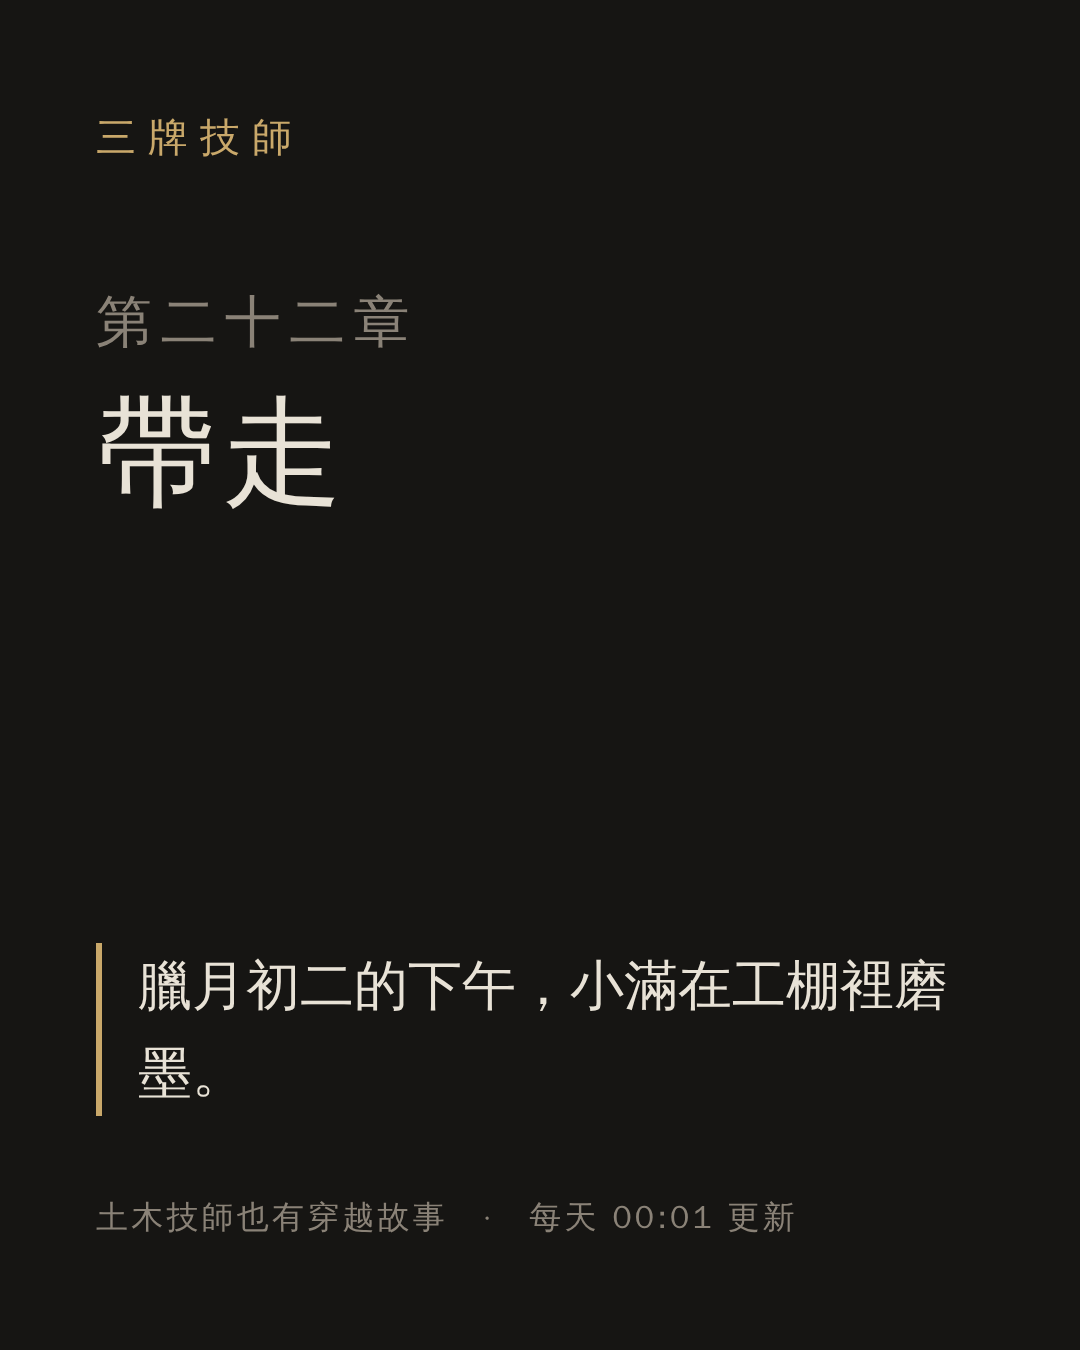 三牌技師
第二十二章
帶走
臘月初二的下午，小滿在工棚裡磨
墨。
土木技師也有穿越故事 · 每天 00:01 更新